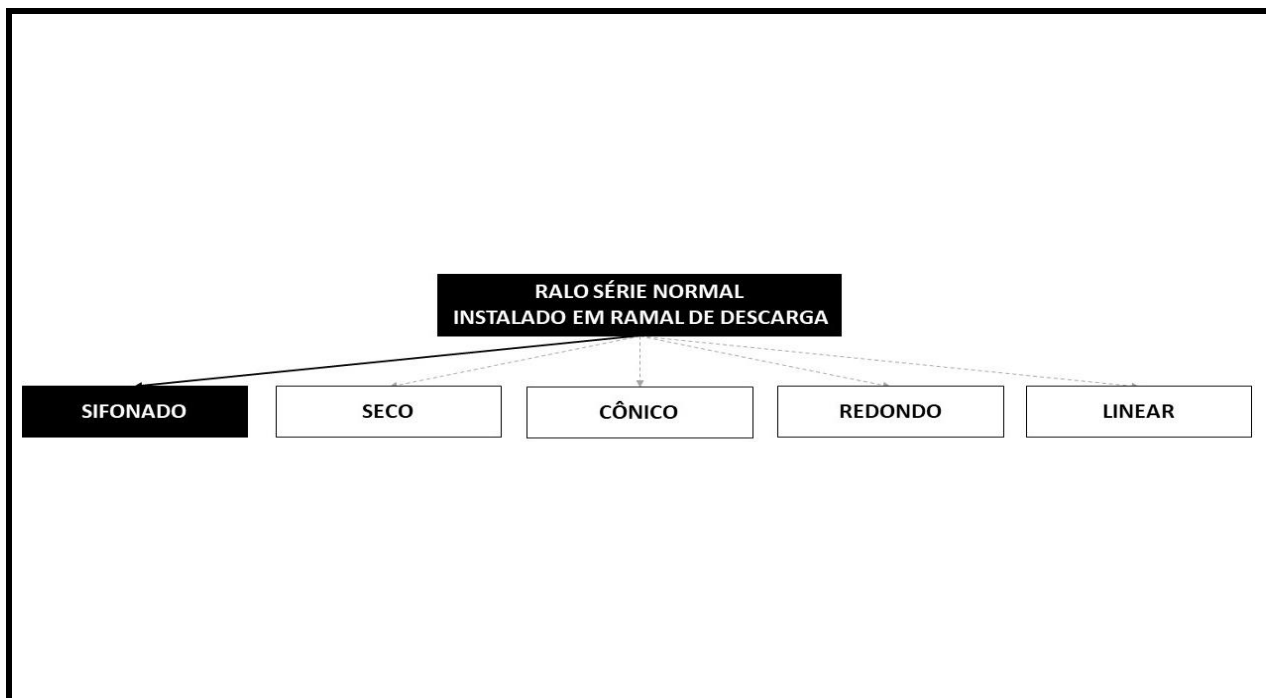 RALO SÉRIE NORMAL
INSTALADO EM RAMAL DE DESCARGA
SIFONADO
SECO
CÔNICO
REDONDO
LINEAR